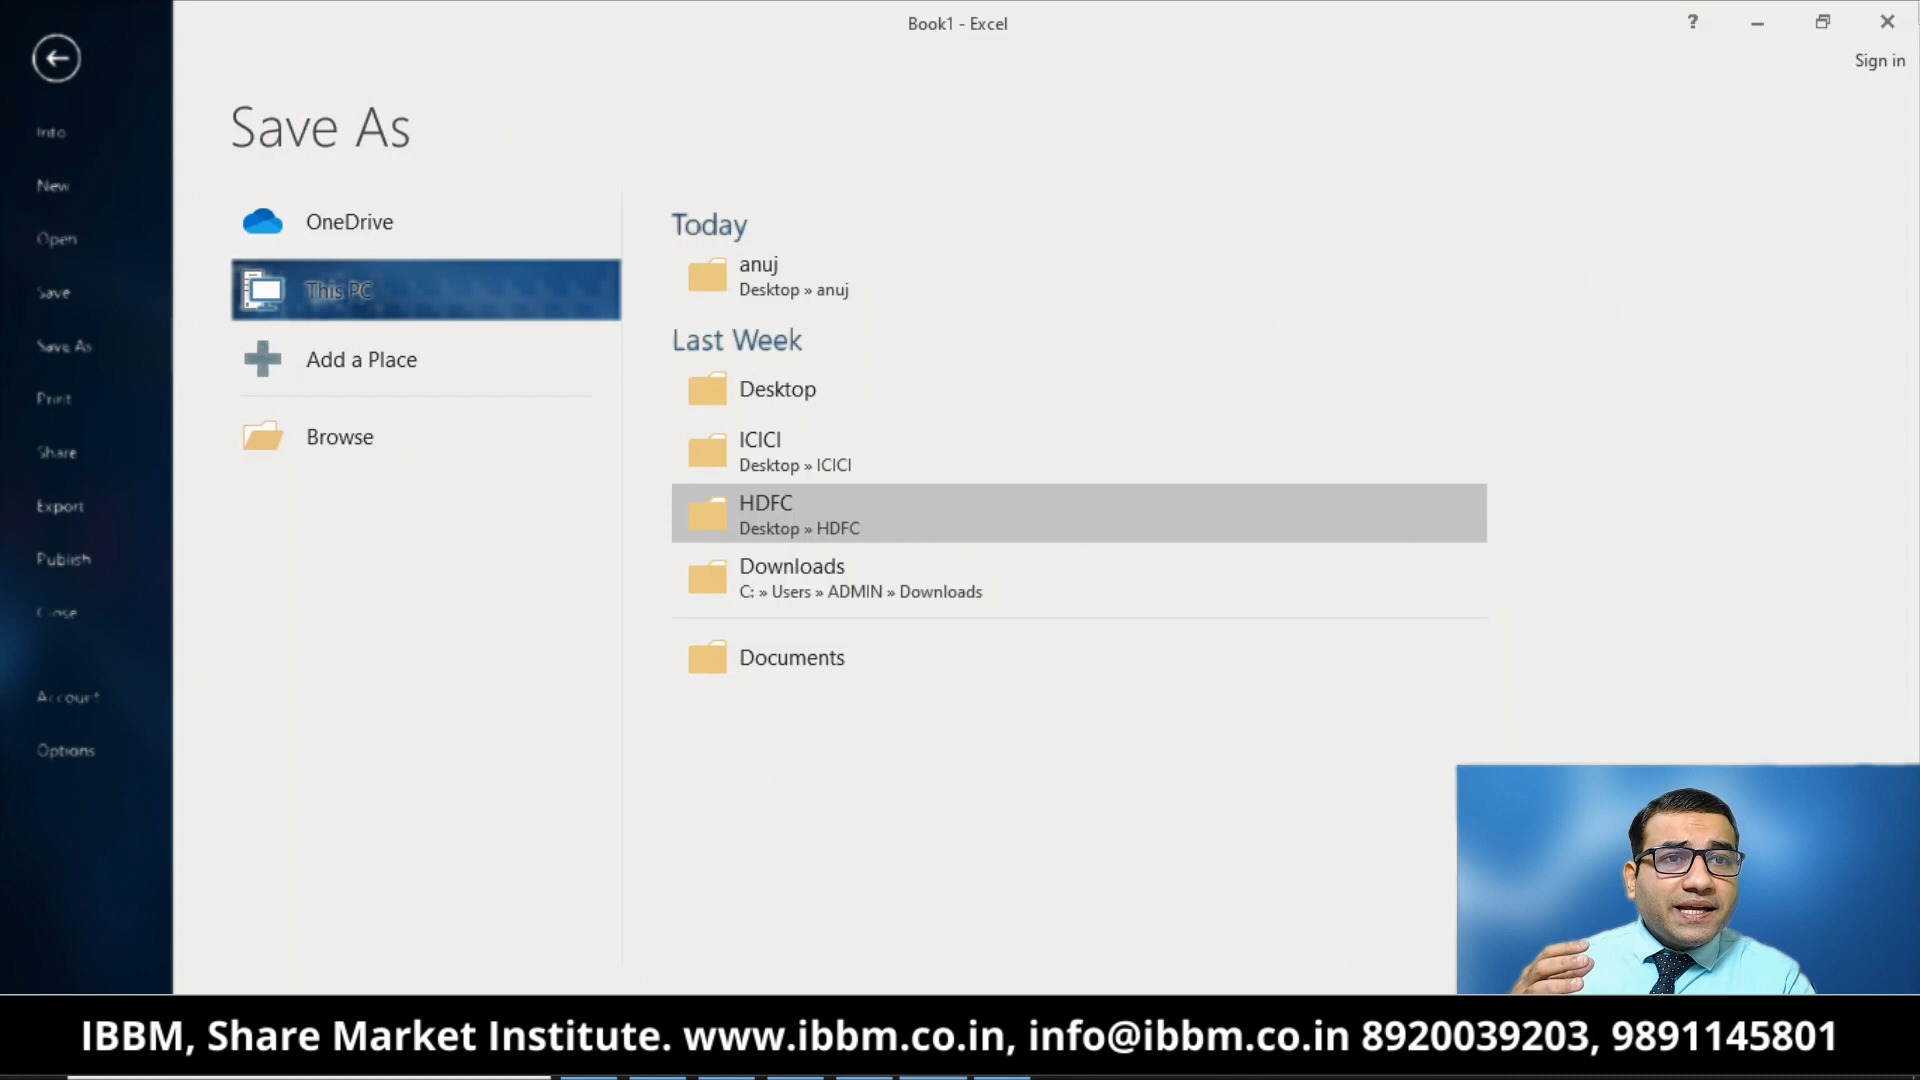 Book1 - Excel
?
Sign in
Info
New
Open
Save
Save As
Print
Share
Export
Publish
Close
Account
Options
Save As
OneDrive
This PC
Add a Place
Browse
Today
anuj
Desktop » anuj
Last Week
Desktop
ICICI
Desktop » ICICI
HDFC
Desktop » HDFC
Downloads
C: » Users » ADMIN » Downloads
Documents
IBBM, Share Market Institute. www.ibbm.co.in, info@ibbm.co.in 8920039203, 9891145801